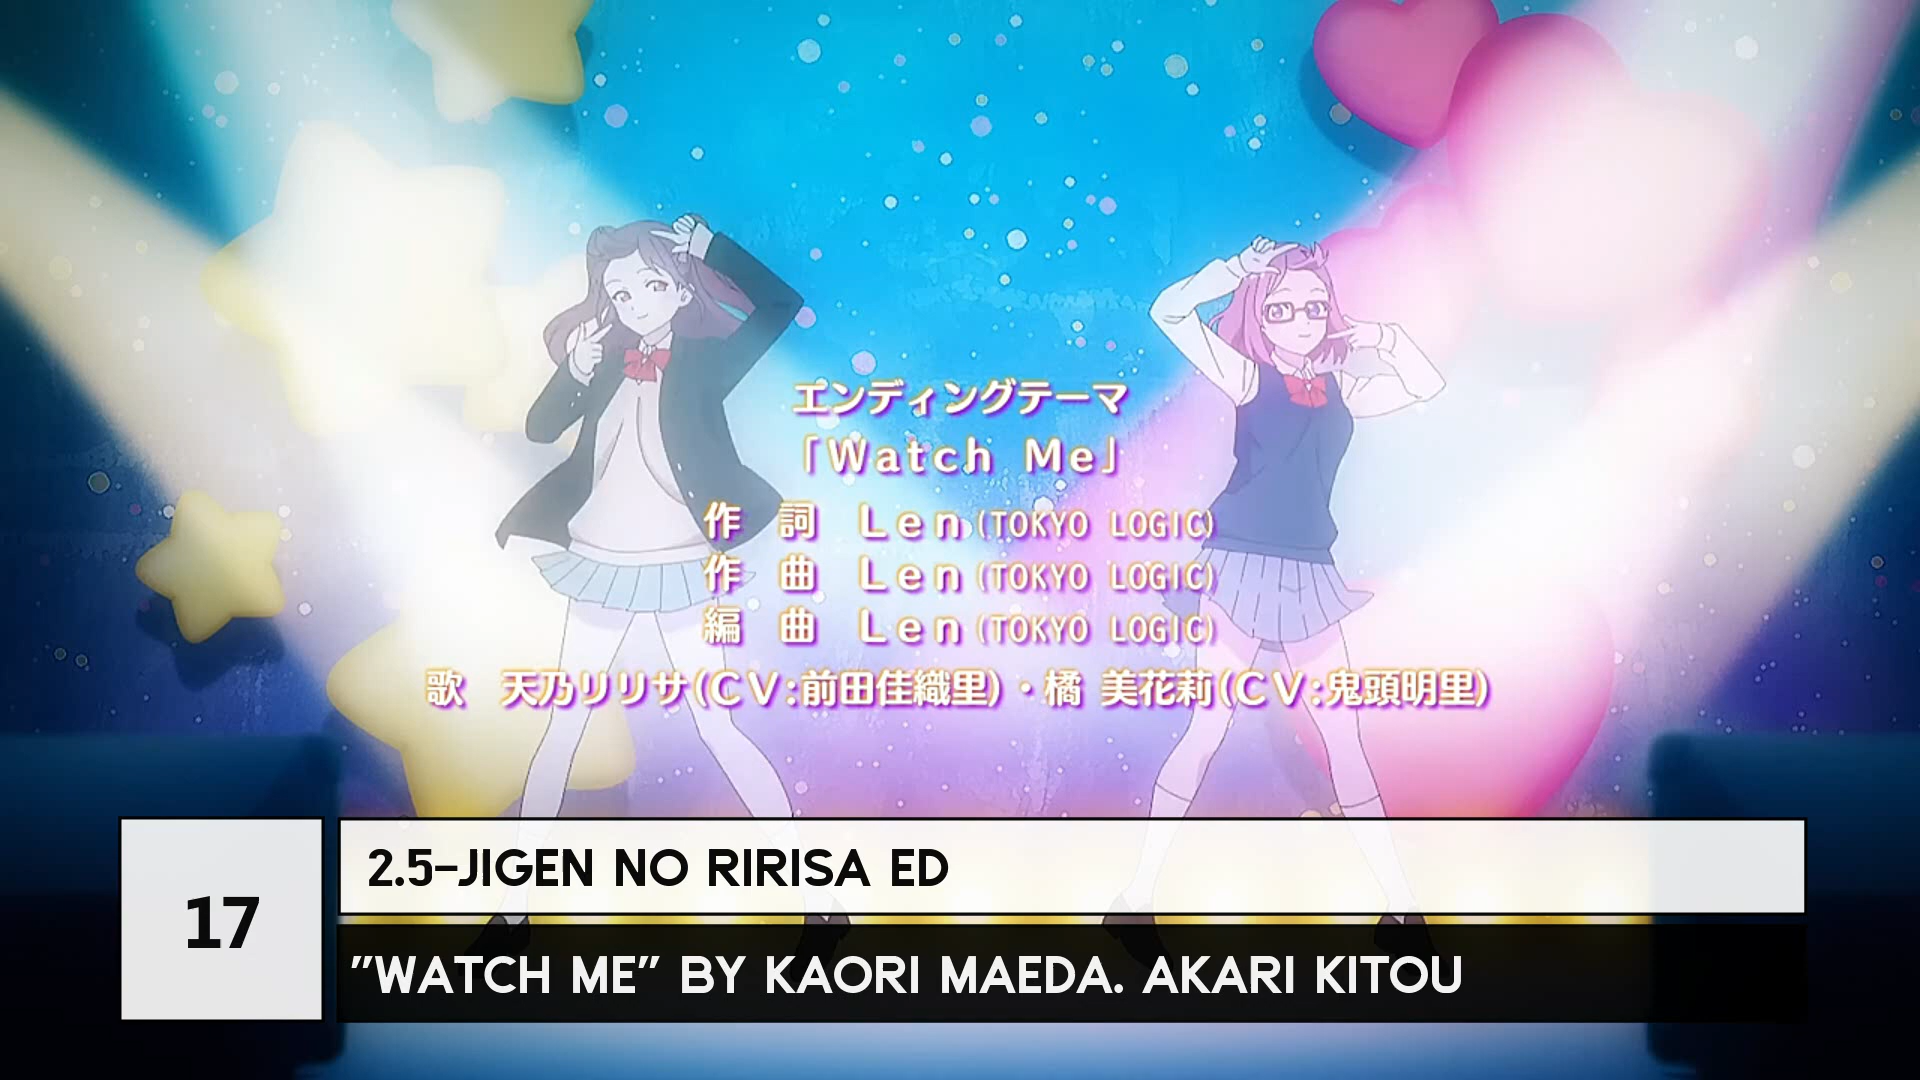 エンディングテーマ
「Watch Me」
作 詞 Len(TOKYO LOGIC)
作 曲 Len(TOKYO LOGIC)
編 曲 Len(TOKYO LOGIC)
歌 天乃リリサ(CV:前田佳織里)・橘 美花莉(CV:鬼頭明里)
17
2.5-JIGEN NO RIRISA ED
"WATCH ME" BY KAORI MAEDA. AKARI KITOU